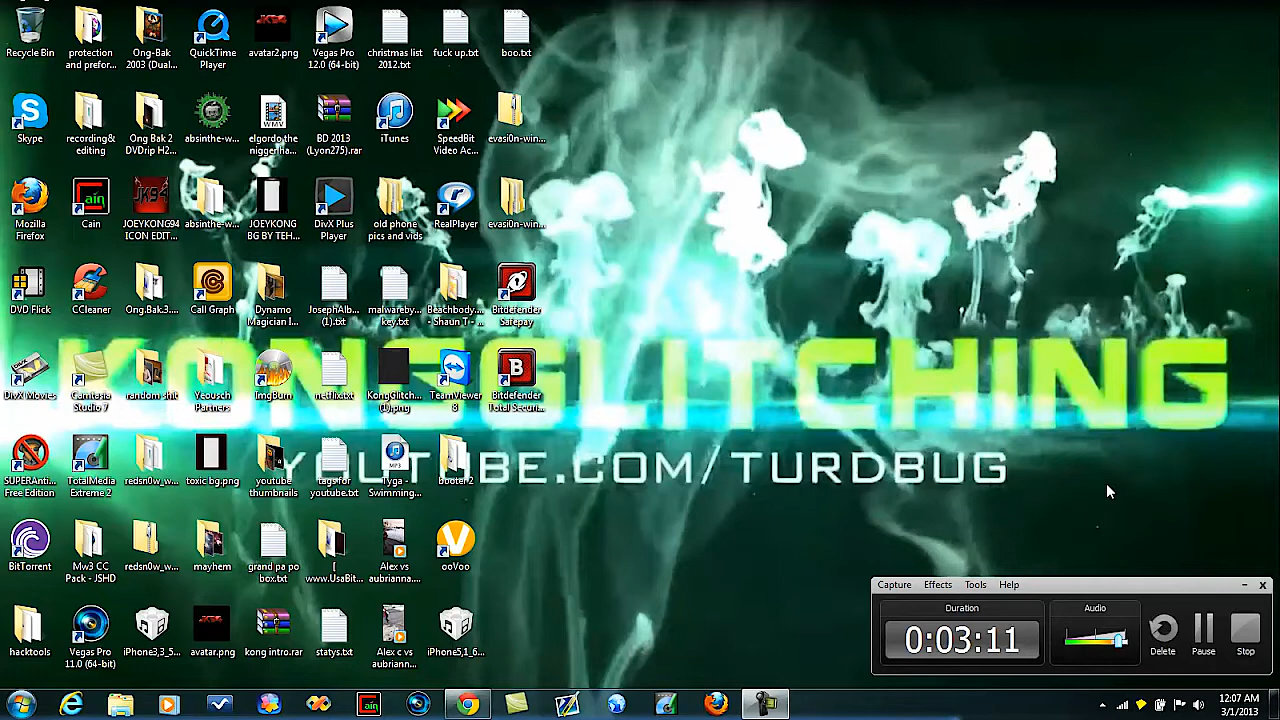 Recycle Bin
protection and prefor...
Ong-Bak 2003 (Dual...
QuickTime Player
avatar2.png
Vegas Pro 12.0 (64-bit)
christmas list 2012.txt
fuck up.txt
boo.txt
Skype
recording& editing
Ong Bak 2 DVDrip H2...
absinthe-w...
elgordo the niggerha...
BD 2013 (Lyon275).rar
iTunes
SpeedBit Video Ac...
evasi0n-win...
Mozilla Firefox
Cain
JOEYKONG94 ICON EDIT...
absinthe-w...
JOEYKONG BG BY TEH...
DivX Plus Player
old phone pics and vids
RealPlayer
evasi0n-win...
DVD Flick
CCleaner
Ong.Bak.3....
Call Graph
Dynamo Magician I...
JosephAlb... (1).txt
malwareby... key.txt
Beachbody... - Shaun T - ...
Bitdefender Safepay
DivX Movies
Camtasia Studio 7
random shit
Yeousch Partners
ImgBurn
netflix.txt
KongGlitch... (1).png
TeamViewer 8
Bitdefender Total Securi...
KONGGLITCHING
YOUTUBE.COM/TURDBUG
SUPERAnti... Free Edition
TotalMedia Extreme 2
redsn0w_w...
toxic bg.png
youtube thumbnails
tags for youtube.txt
Tyga - Swimming...
Booter 2
BitTorrent
Mw3 CC Pack - JSHD
redsn0w_w...
mayhem
grand pa po box.txt
[ www.UsaBit...
Alex vs aubrianna....
ooVoo
hacktools
Vegas Pro 11.0 (64-bit)
iPhone3,3_5...
avatar.png
kong intro.rar
statys.txt
Alex c vs aubriann...
iPhone5,1_6...
Capture Effects Tools Help
Duration
0:03:11
Audio
Delete
Pause
Stop
12:07 AM
3/1/2013